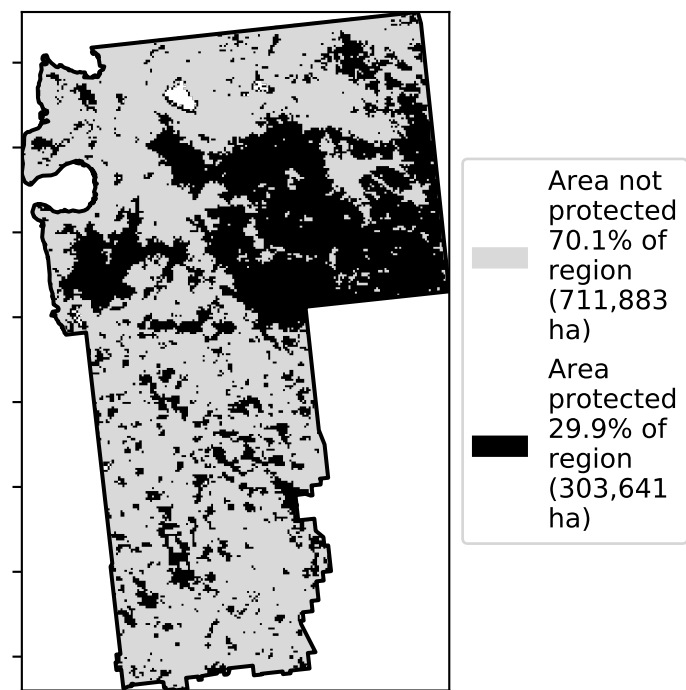 Area not
protected
70.1% of
region
(711,883
ha)
Area
protected
29.9% of
region
(303,641
ha)